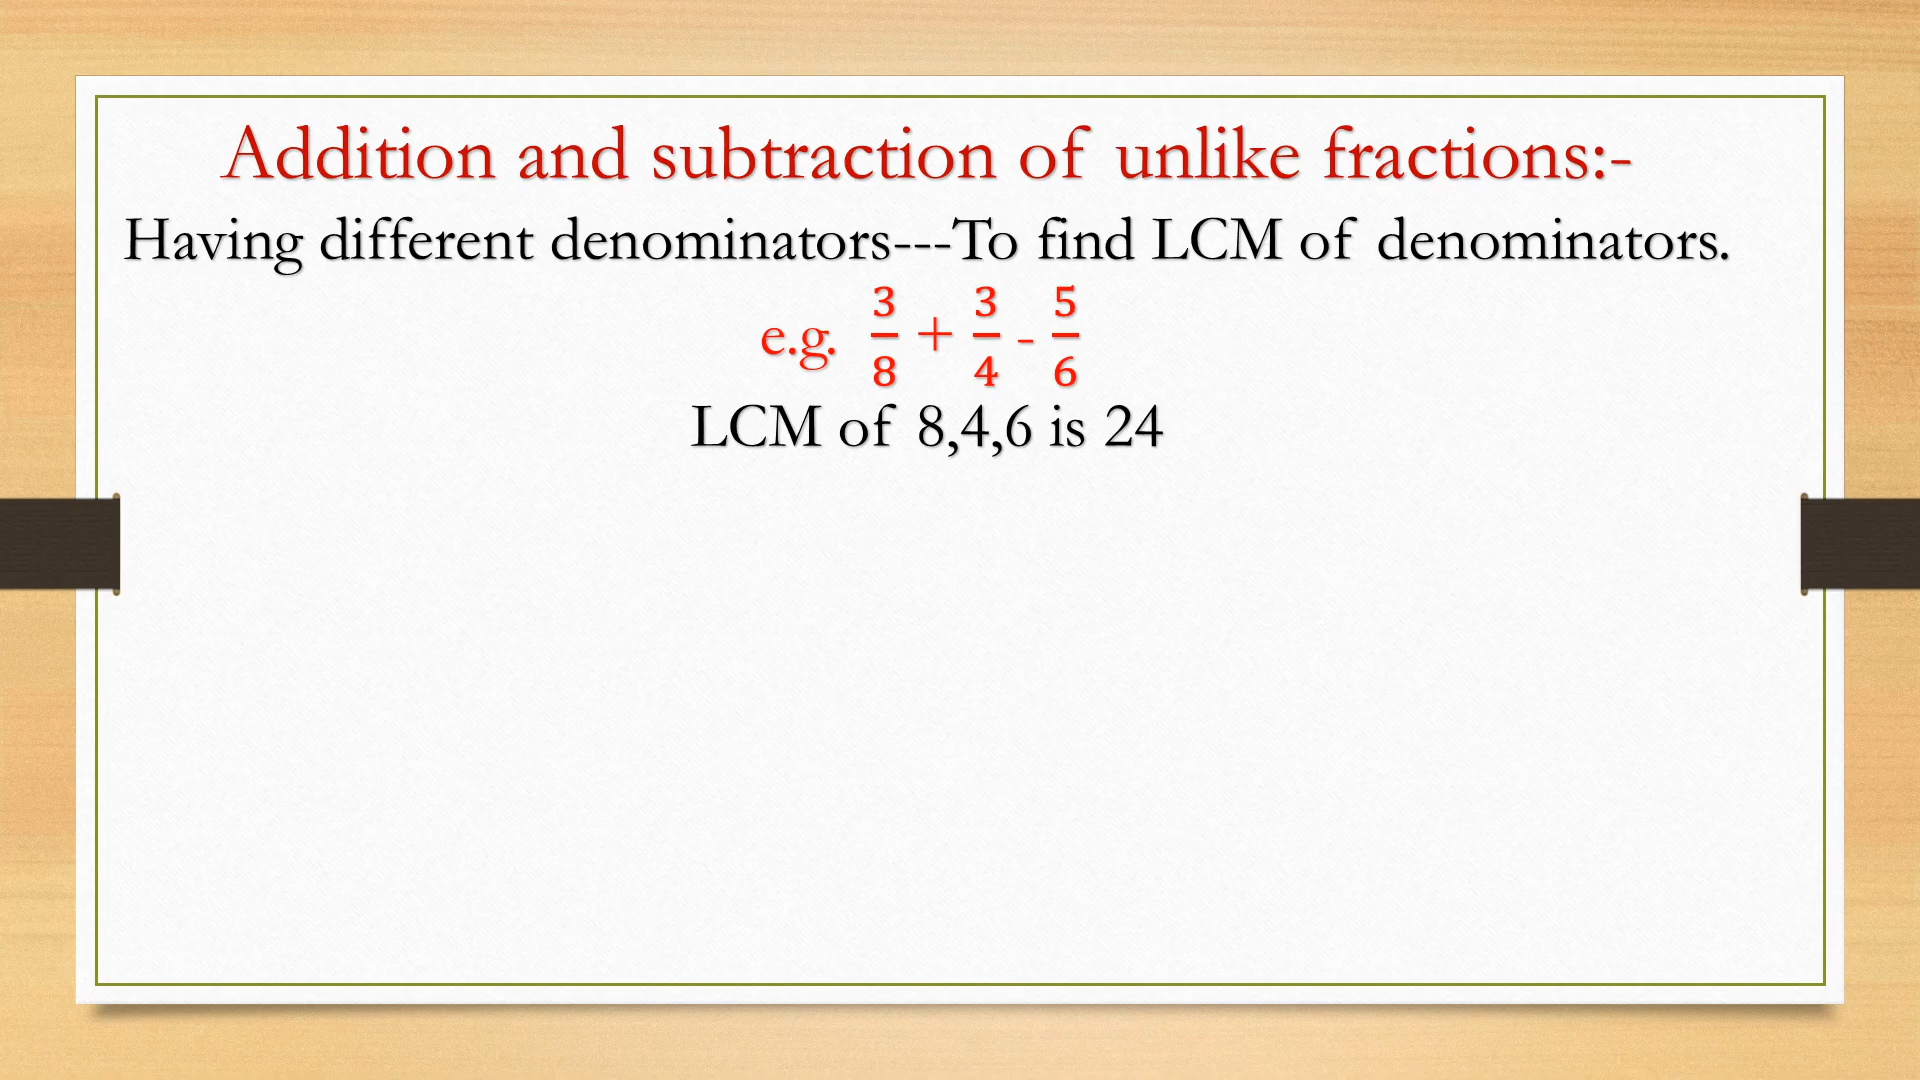 Addition and subtraction of unlike fractions:-
Having different denominators---To find LCM of denominators.
e.g. 3/8 + 3/4 - 5/6
LCM of 8,4,6 is 24